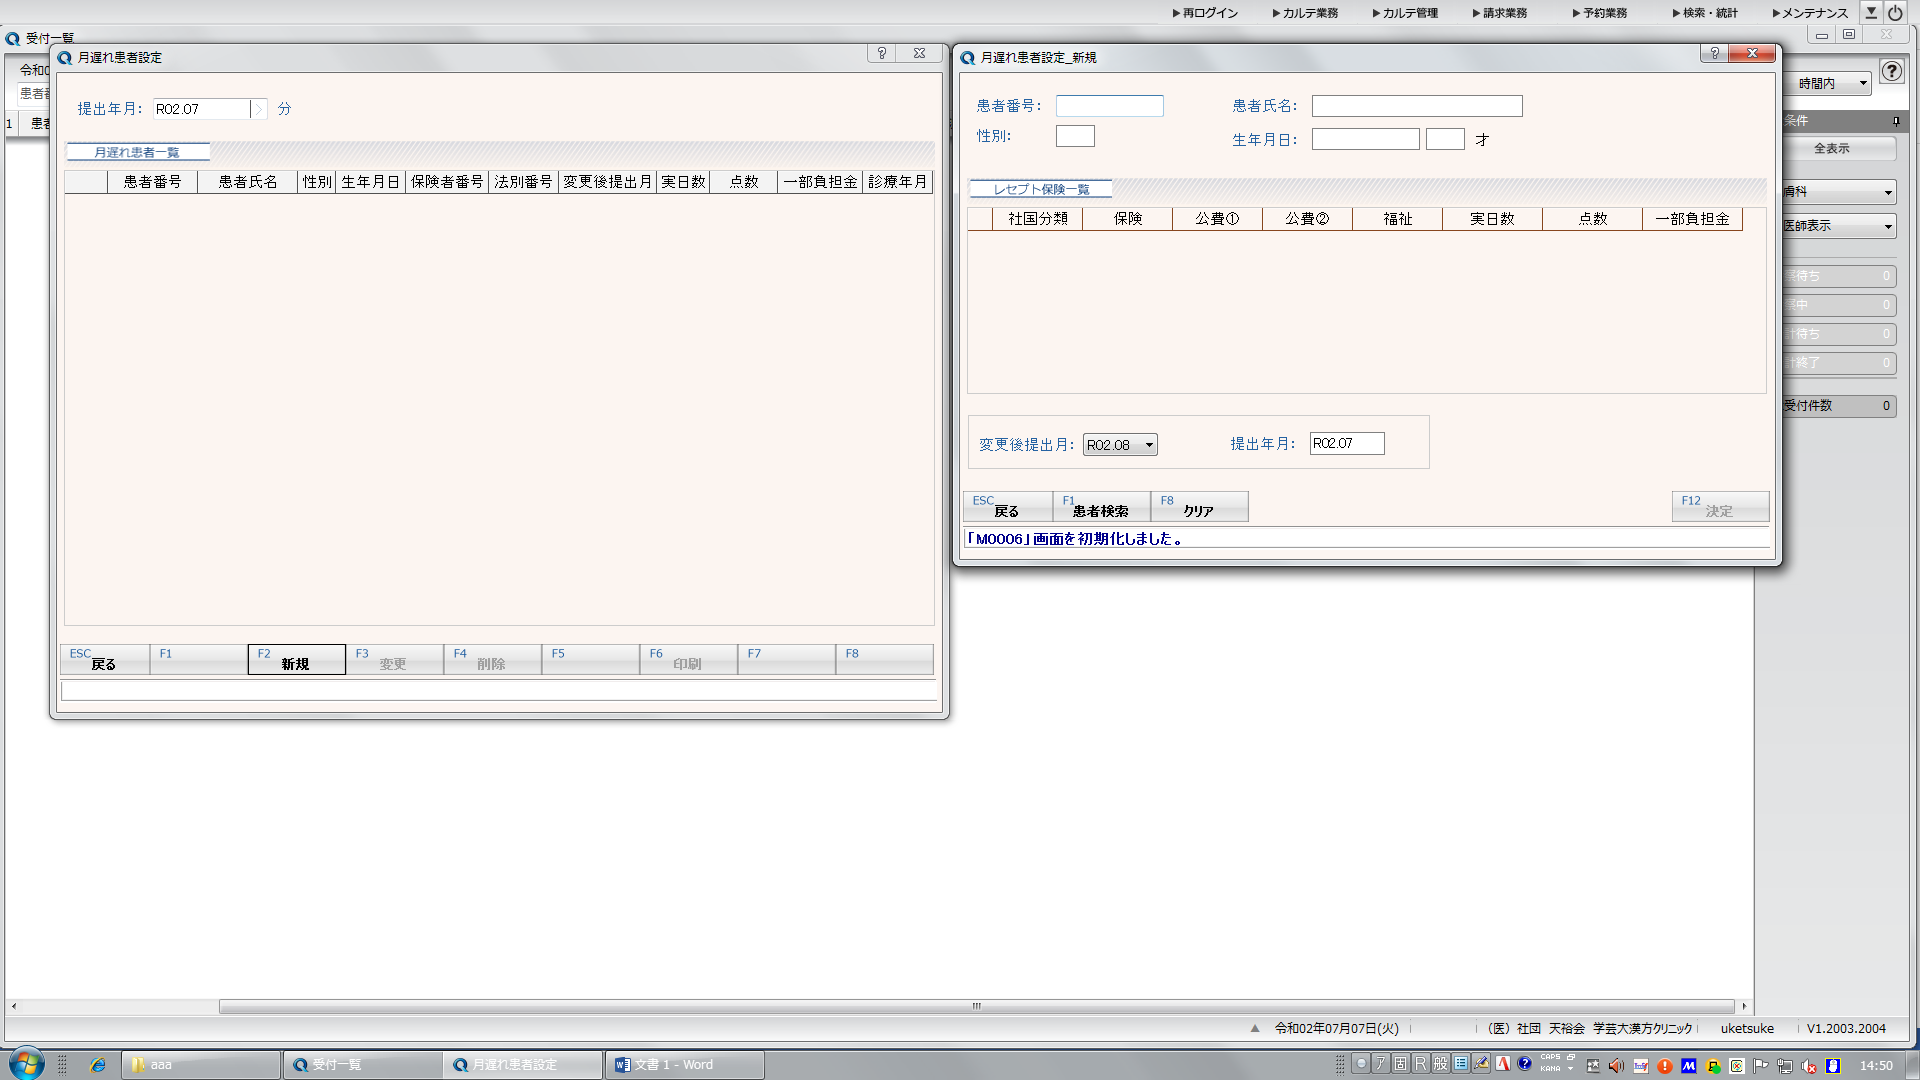 ▶再ログイン ▶カルテ業務 ▶カルテ管理 ▶請求業務 ▶予約業務 ▶検索・統計 ▶メンテナンス
受付一覧
月遅れ患者設定
提出年月: R02.07 分
月遅れ患者一覧
患者番号 患者氏名 性別 生年月日 保険者番号 法別番号 変更後提出月 実日数 点数 一部負担金 診療年月
ESC 戻る F1 F2 新規 F3 変更 F4 削除 F5 F6 印刷 F7 F8
月遅れ患者設定_新規
患者番号: 患者氏名:
性別: 生年月日: 才
レセプト保険一覧
社国分類 保険 公費① 公費② 福祉 実日数 点数 一部負担金
変更後提出月: R02.08 提出年月: R02.07
ESC 戻る F1 患者検索 F8 クリア F12 決定
「M0006」画面を初期化しました。
令和0
患者
1 患者
時間内
条件
全表示
膚科
医師表示
待ち 0
中 0
計待ち 0
計終了 0
受付件数 0
令和02年07月07日(火) (医)社団 天裕会 学芸大漢方クリニック uketsuke V1.2003.2004
aaa 受付一覧 月遅れ患者設定 文書 1 - Word ア 固 R 般 CAPS KANA 14:50